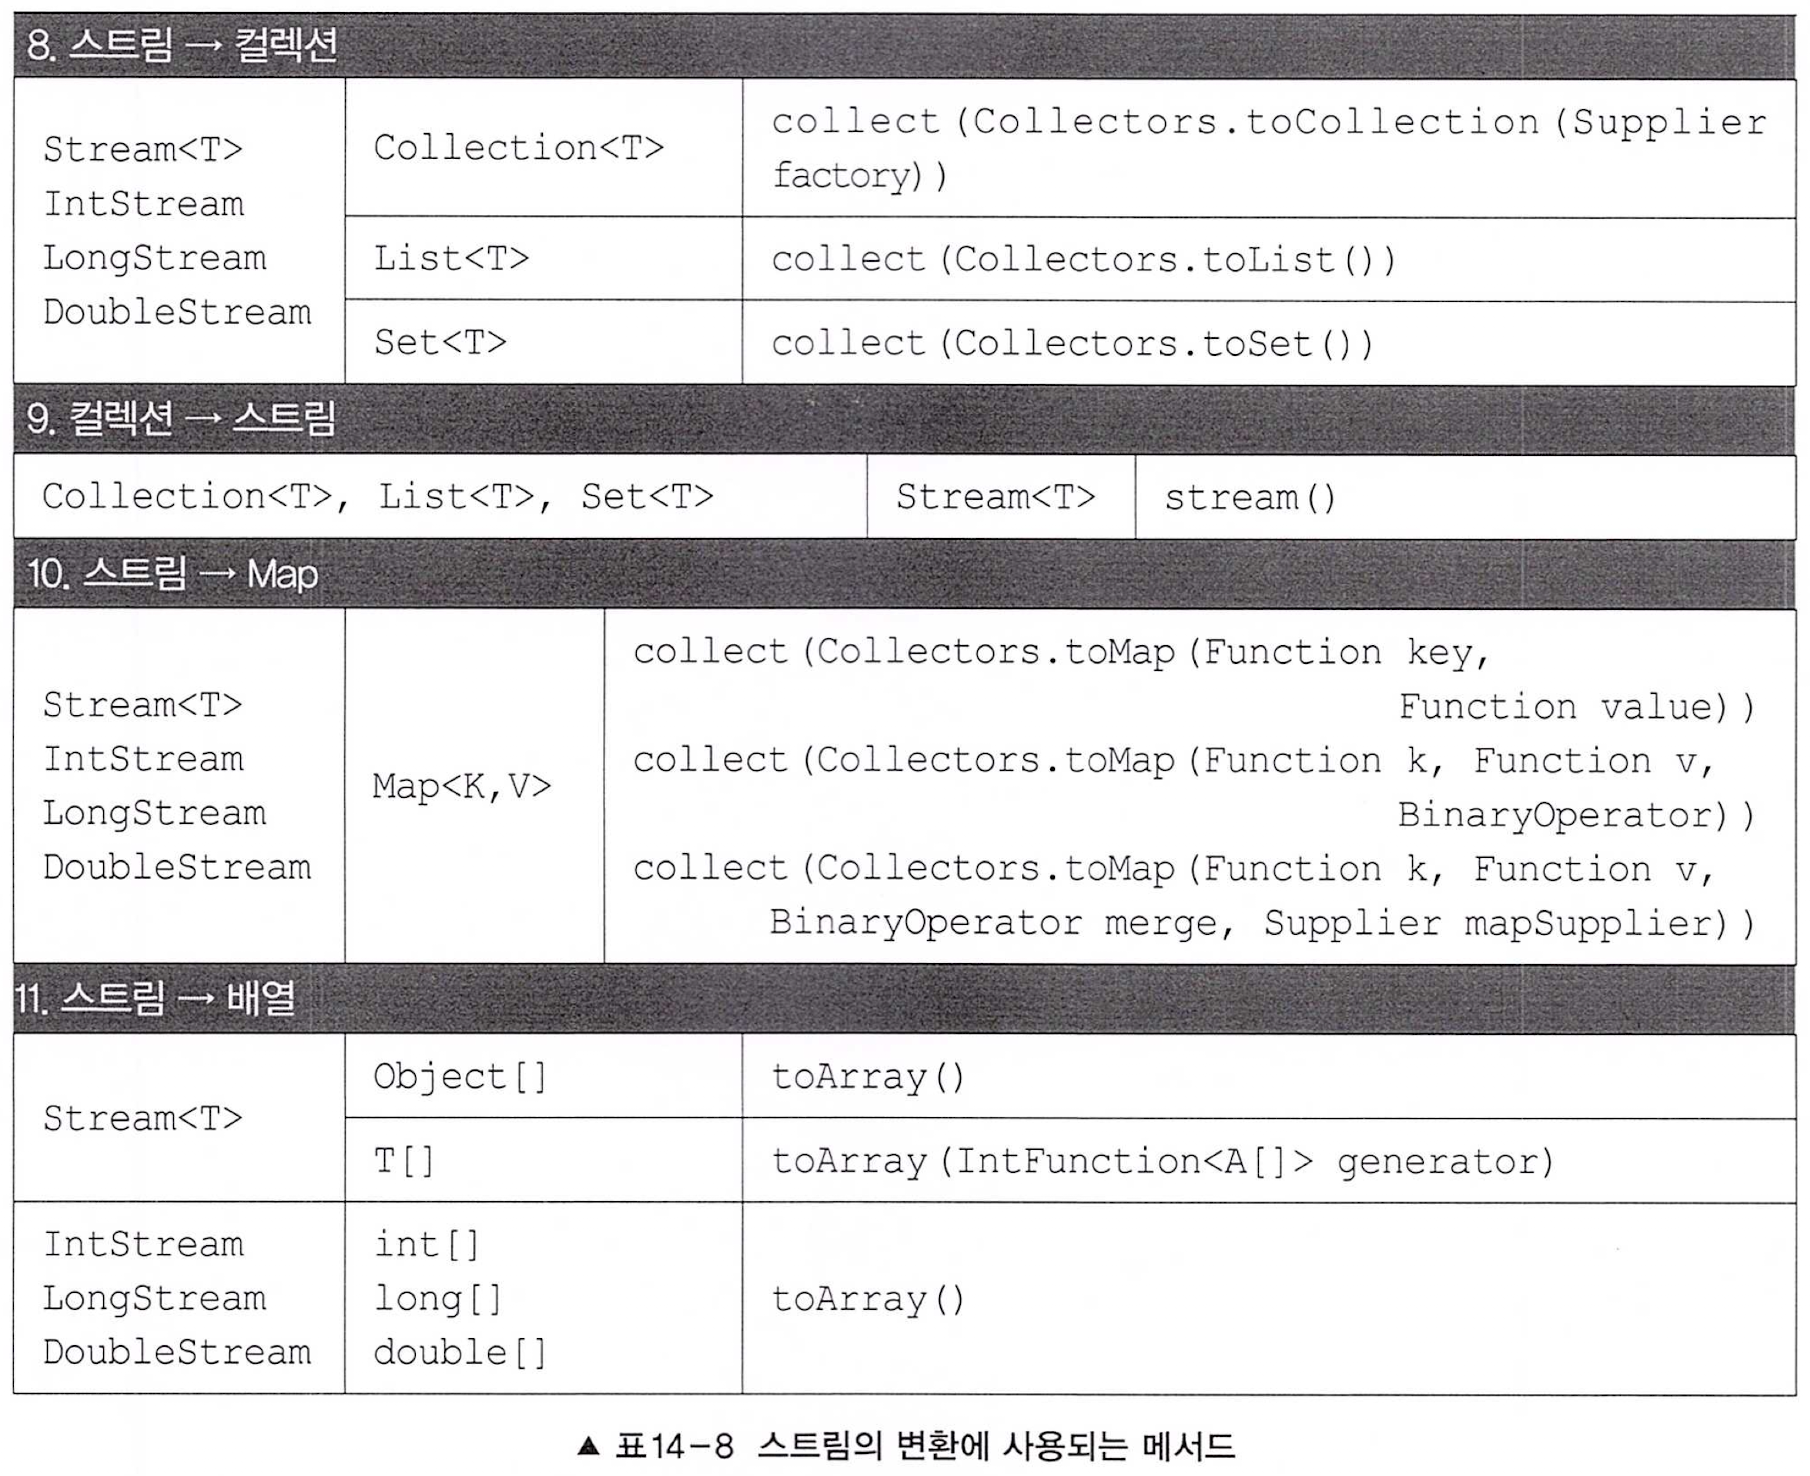 8. 스트림 → 컬렉션
Stream<T>
IntStream
LongStream
DoubleStream
Collection<T>
collect(Collectors.toCollection(Supplier
factory))
List<T>
collect(Collectors.toList())
Set<T>
collect(Collectors.toSet())
9. 컬렉션 → 스트림
Collection<T>, List<T>, Set<T>
Stream<T>
stream()
10. 스트림 → Map
Stream<T>
IntStream
LongStream
DoubleStream
Map<K,V>
collect(Collectors.toMap(Function key,
Function value))
collect(Collectors.toMap(Function k, Function v,
BinaryOperator))
collect(Collectors.toMap(Function k, Function v,
BinaryOperator merge, Supplier mapSupplier))
11. 스트림 → 배열
Stream<T>
Object[]
toArray()
T[]
toArray(IntFunction<A[]> generator)
IntStream
LongStream
DoubleStream
int[]
long[]
double[]
toArray()
▲ 표14-8 스트림의 변환에 사용되는 메서드